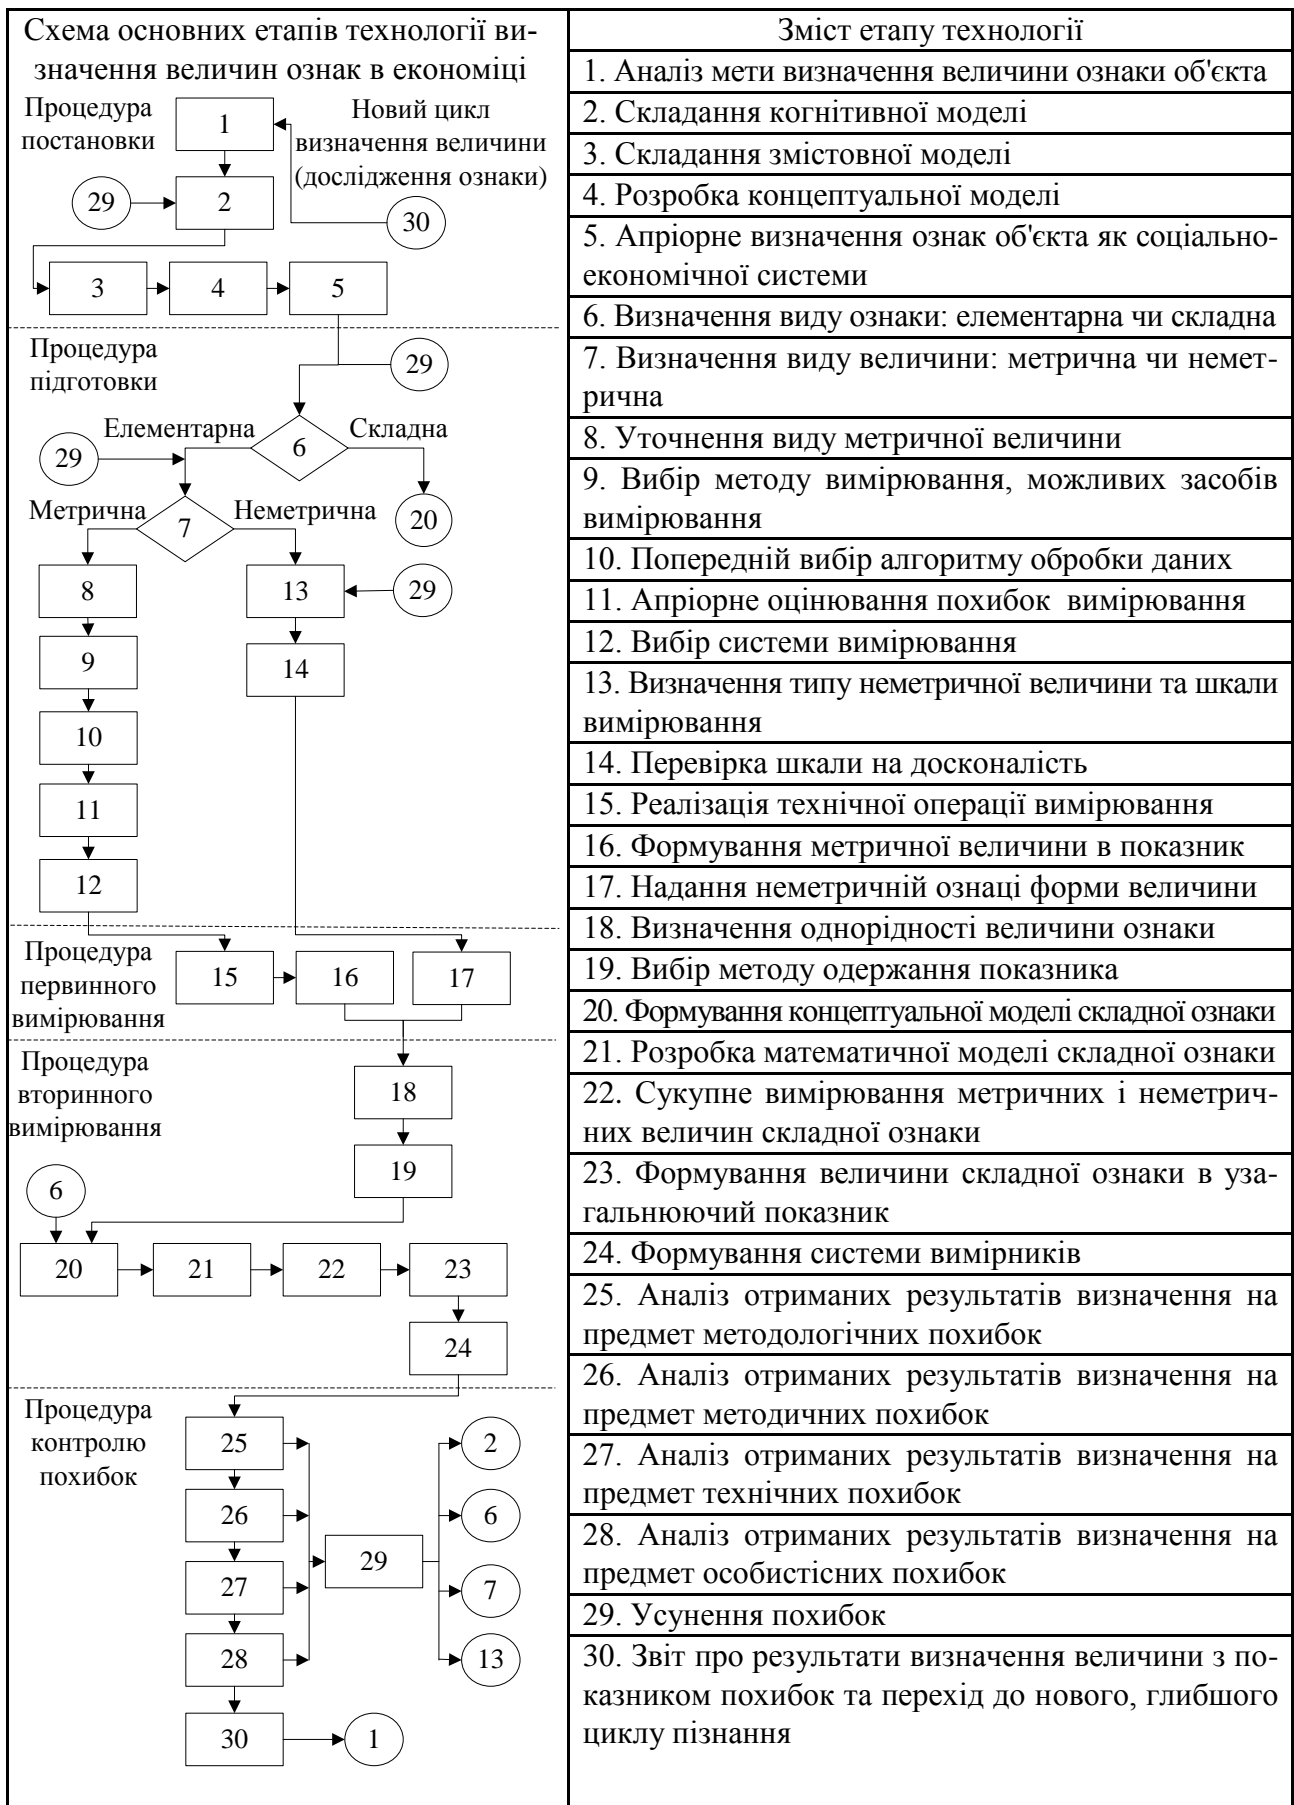 Схема основних етапів технології ви-
значення величин ознак в економіці
Процедура
постановки
Новий цикл
визначення величини
(дослідження ознаки)
1
29
2
30
3
4
5
Процедура
підготовки
29
Елементарна
6
Складна
29
Метрична
7
Неметрична
20
8
13
29
9
14
10
11
12
Процедура
первинного
вимірювання
15
16
17
Процедура
вторинного
вимірювання
18
19
6
20
21
22
23
24
Процедура
контролю
похибок
25
2
26
6
29
27
7
28
13
30
1
Зміст етапу технології
1. Аналіз мети визначення величини ознаки об'єкта
2. Складання когнітивної моделі
3. Складання змістовної моделі
4. Розробка концептуальної моделі
5. Апріорне визначення ознак об'єкта як соціально-
економічної системи
6. Визначення виду ознаки: елементарна чи складна
7. Визначення виду величини: метрична чи немет-
рична
8. Уточнення виду метричної величини
9. Вибір методу вимірювання, можливих засобів
вимірювання
10. Попередній вибір алгоритму обробки даних
11. Апріорне оцінювання похибок вимірювання
12. Вибір системи вимірювання
13. Визначення типу неметричної величини та шкали
вимірювання
14. Перевірка шкали на досконалість
15. Реалізація технічної операції вимірювання
16. Формування метричної величини в показник
17. Надання неметричній ознаці форми величини
18. Визначення однорідності величини ознаки
19. Вибір методу одержання показника
20. Формування концептуальної моделі складної ознаки
21. Розробка математичної моделі складної ознаки
22. Сукупне вимірювання метричних і неметрич-
них величин складної ознаки
23. Формування величини складної ознаки в уза-
гальнюючий показник
24. Формування системи вимірників
25. Аналіз отриманих результатів визначення на
предмет методологічних похибок
26. Аналіз отриманих результатів визначення на
предмет методичних похибок
27. Аналіз отриманих результатів визначення на
предмет технічних похибок
28. Аналіз отриманих результатів визначення на
предмет особистісних похибок
29. Усунення похибок
30. Звіт про результати визначення величини з по-
казником похибок та перехід до нового, глибшого
циклу пізнання